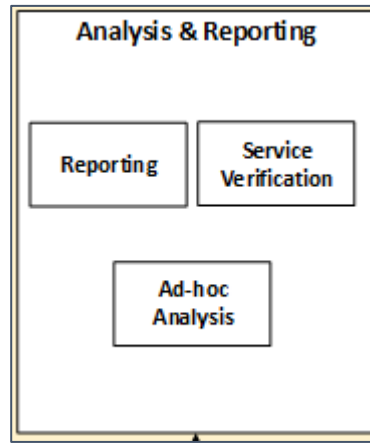 Analysis & Reporting
Reporting
Service
Verification
Ad-hoc
Analysis